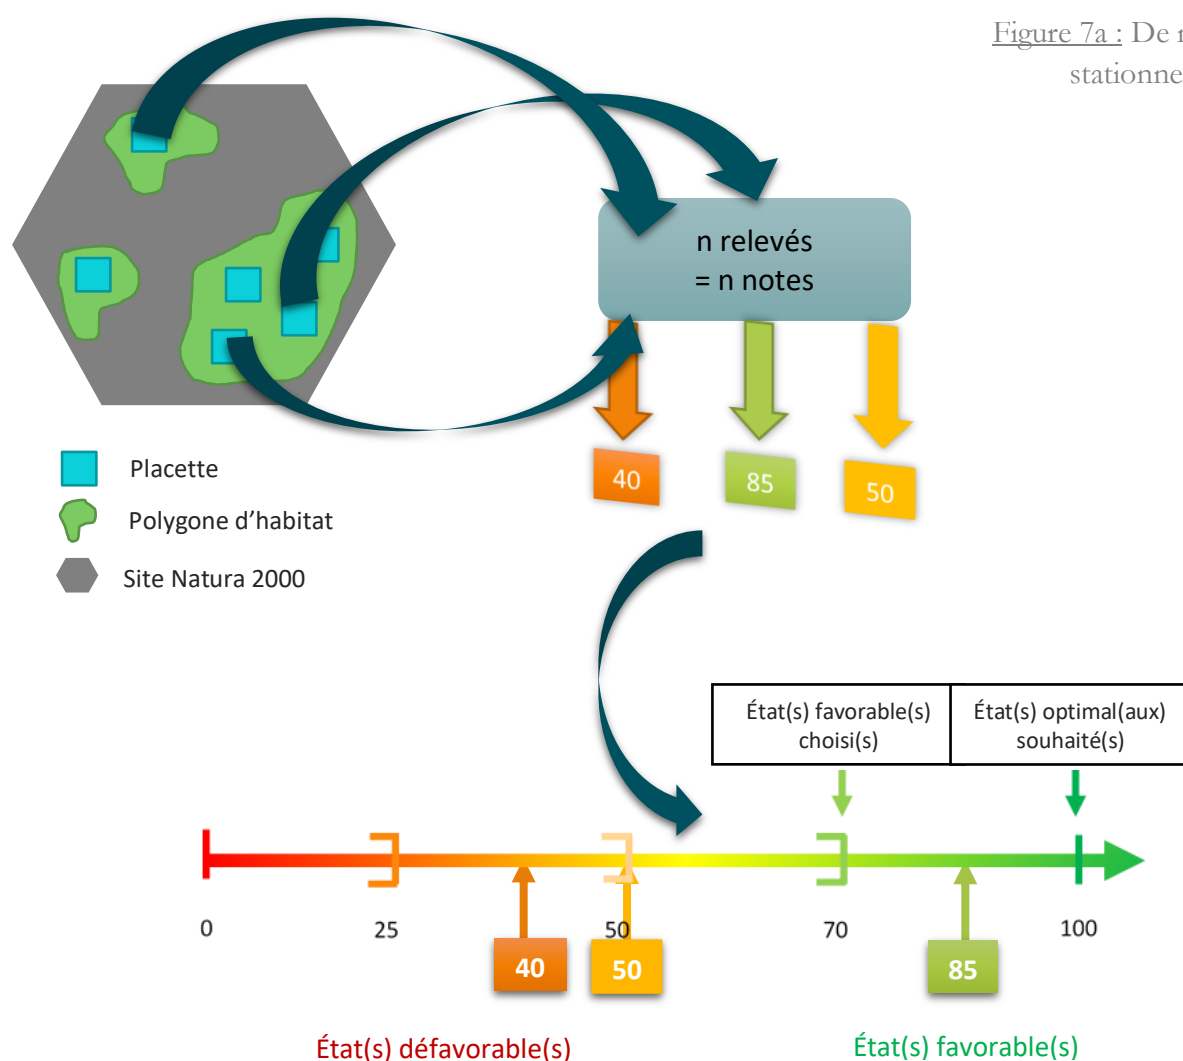 Figure 7a : De
stationne
n relevés
= n notes
40
85
50
Placette
Polygone d’habitat
Site Natura 2000
État(s) favorable(s)
choisi(s)
État(s) optimal(aux)
souhaité(s)
0
25
50
70
100
40
50
85
État(s) défavorable(s)
État(s) favorable(s)